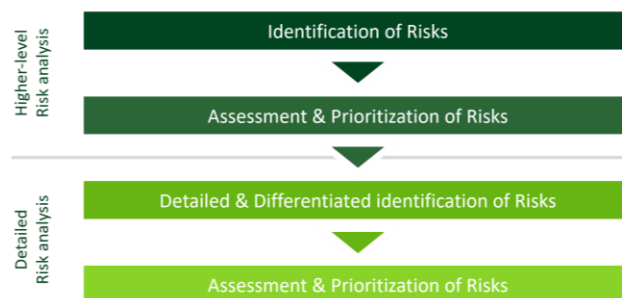 Higher-level
Risk analysis
Identification of Risks
Assessment & Prioritization of Risks
Detailed
Risk analysis
Detailed & Differentiated identification of Risks
Assessment & Prioritization of Risks